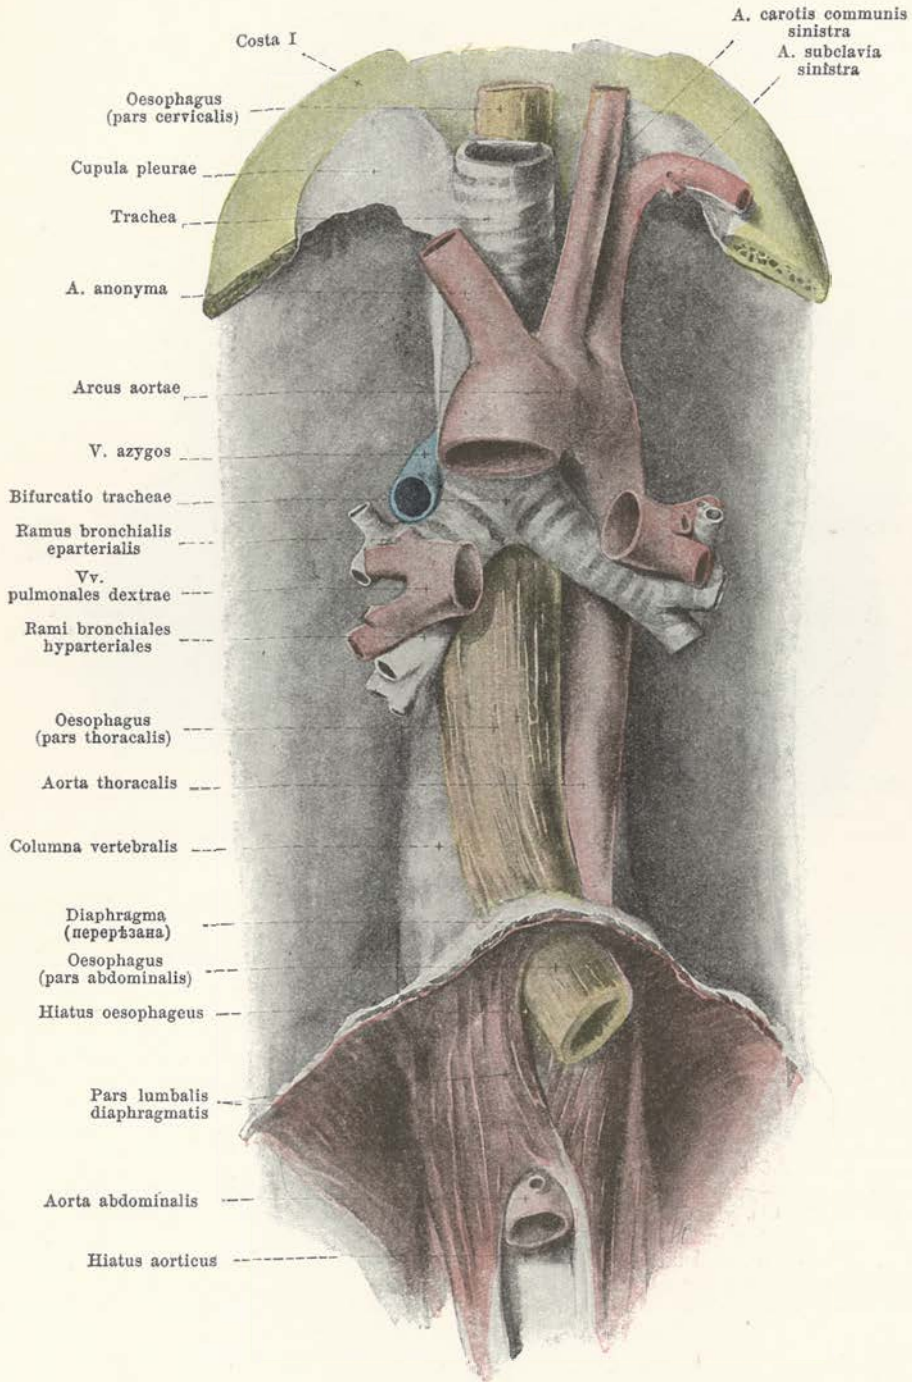 A. carotis communis
sinistra
A. subclavia
sinistra
Costa I
Oesophagus
(pars cervicalis)
Cupula pleurae
Trachea
A. anonyma
Arcus aortae
V. azygos
Bifurcatio tracheae
Ramus bronchialis
eparterialis
Vv.
pulmonales dextrae
Rami bronchiales
hyparteriales
Oesophagus
(pars thoracalis)
Aorta thoracalis
Columna vertebralis
Diaphragma
(перерѣзана)
Oesophagus
(pars abdominalis)
Hiatus oesophageus
Pars lumbalis
diaphragmatis
Aorta abdominalis
Hiatus aorticus